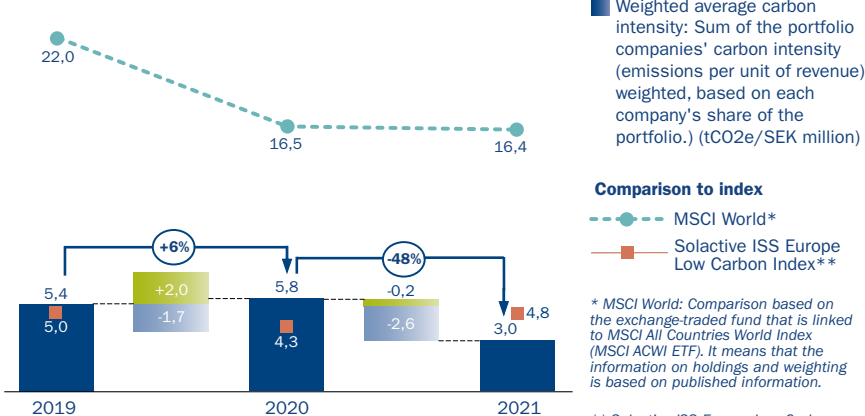 Weighted average carbon
intensity: Sum of the portfolio
companies' carbon intensity
(emissions per unit of revenue)
weighted, based on each
company's share of the
portfolio.) (tCO2e/SEK million)
22,0
16,5
16,4
Comparison to index
MSCI World*
Solactive ISS Europe
Low Carbon Index**
+6%
-48%
5,4
+2,0
5,8
-0,2
5,0
-1,7
4,3
-2,6
3,0
4,8
* MSCI World: Comparison based on
the exchange-traded fund that is linked
to MSCI All Countries World Index
(MSCI ACWI ETF). It means that the
information on holdings and weighting
is based on published information.
2019
2020
2021